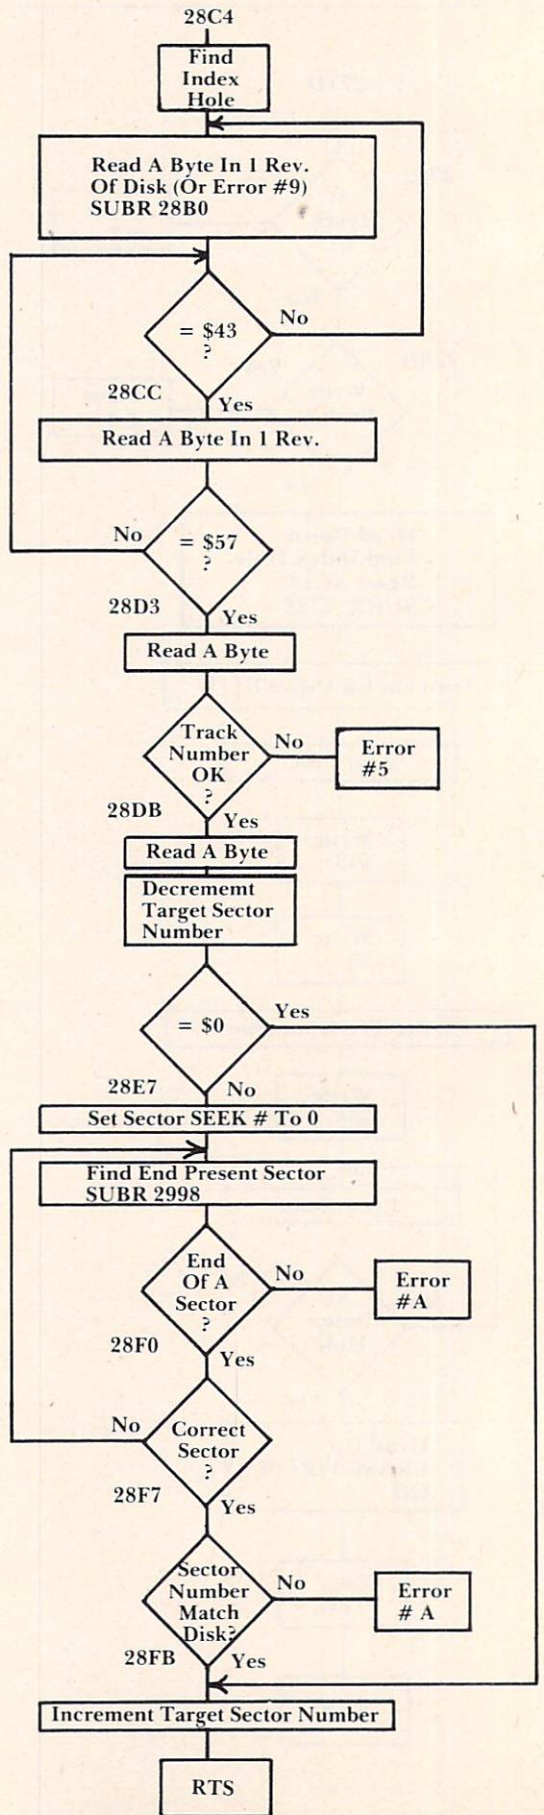 28C4
Find
Index
Hole
Read A Byte In 1 Rev.
Of Disk (Or Error #9)
SUBR 28B0
= $43
?
No
28CC
Yes
Read A Byte In 1 Rev.
No
= $57
?
28D3
Yes
Read A Byte
Track
Number
OK
?
No
Error
#5
28DB
Yes
Read A Byte
Decrememt
Target Sector
Number
= $0
Yes
28E7
No
Set Sector SEEK # To 0
Find End Present Sector
SUBR 2998
End
Of A
Sector
?
No
Error
#A
28F0
Yes
No
Correct
Sector
?
28F7
Yes
Sector
Number
Match
Disk?
No
Error
# A
28FB
Yes
Increment Target Sector Number
RTS